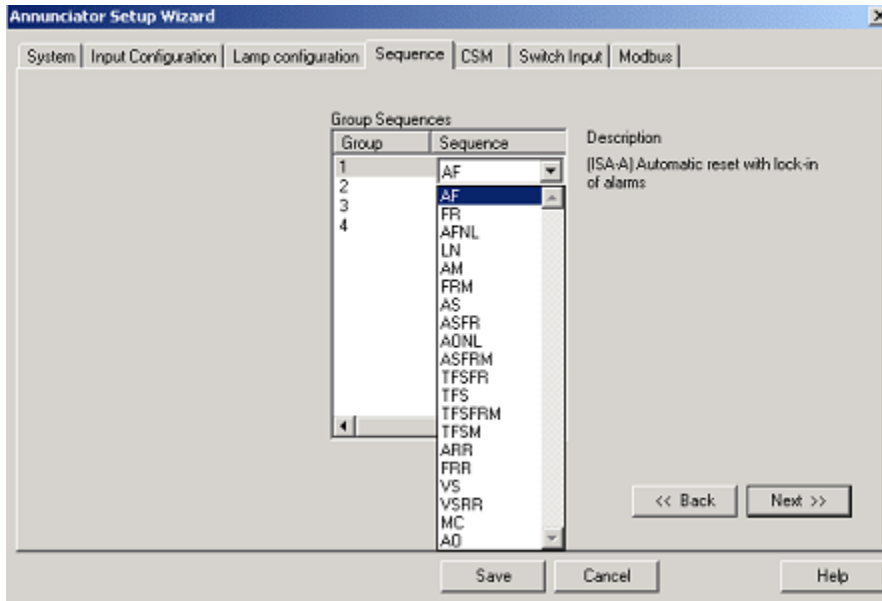 Annunciator Setup Wizard
System Input Configuration Lamp configuration Sequence CSM Switch Input Modbus
Group Sequences
Group Sequence
Description
1 AF
(ISA-A) Automatic reset with lock-in
of alarms
2
3
4
AF
FR
AFNL
LN
AM
FRM
AS
ASFR
AONL
ASFRM
TFSFR
TFS
TFSFRM
TFSM
ARR
FRR
VS
VSRR
MC
AO
<< Back Next >>
Save Cancel Help